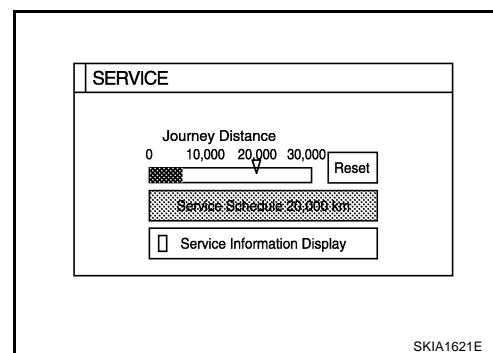 SERVICE
Journey Distance
0 10,000 20,000 30,000
Reset
Service Schedule 20,000 km
Service Information Display
SKIA1621E